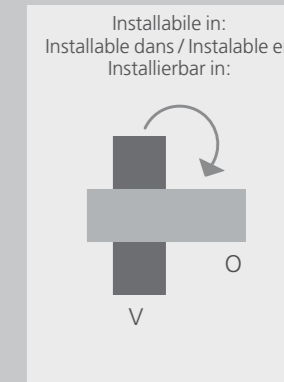 Installabile in:
Installable dans / Instalable e
Installierbar in:
O
V